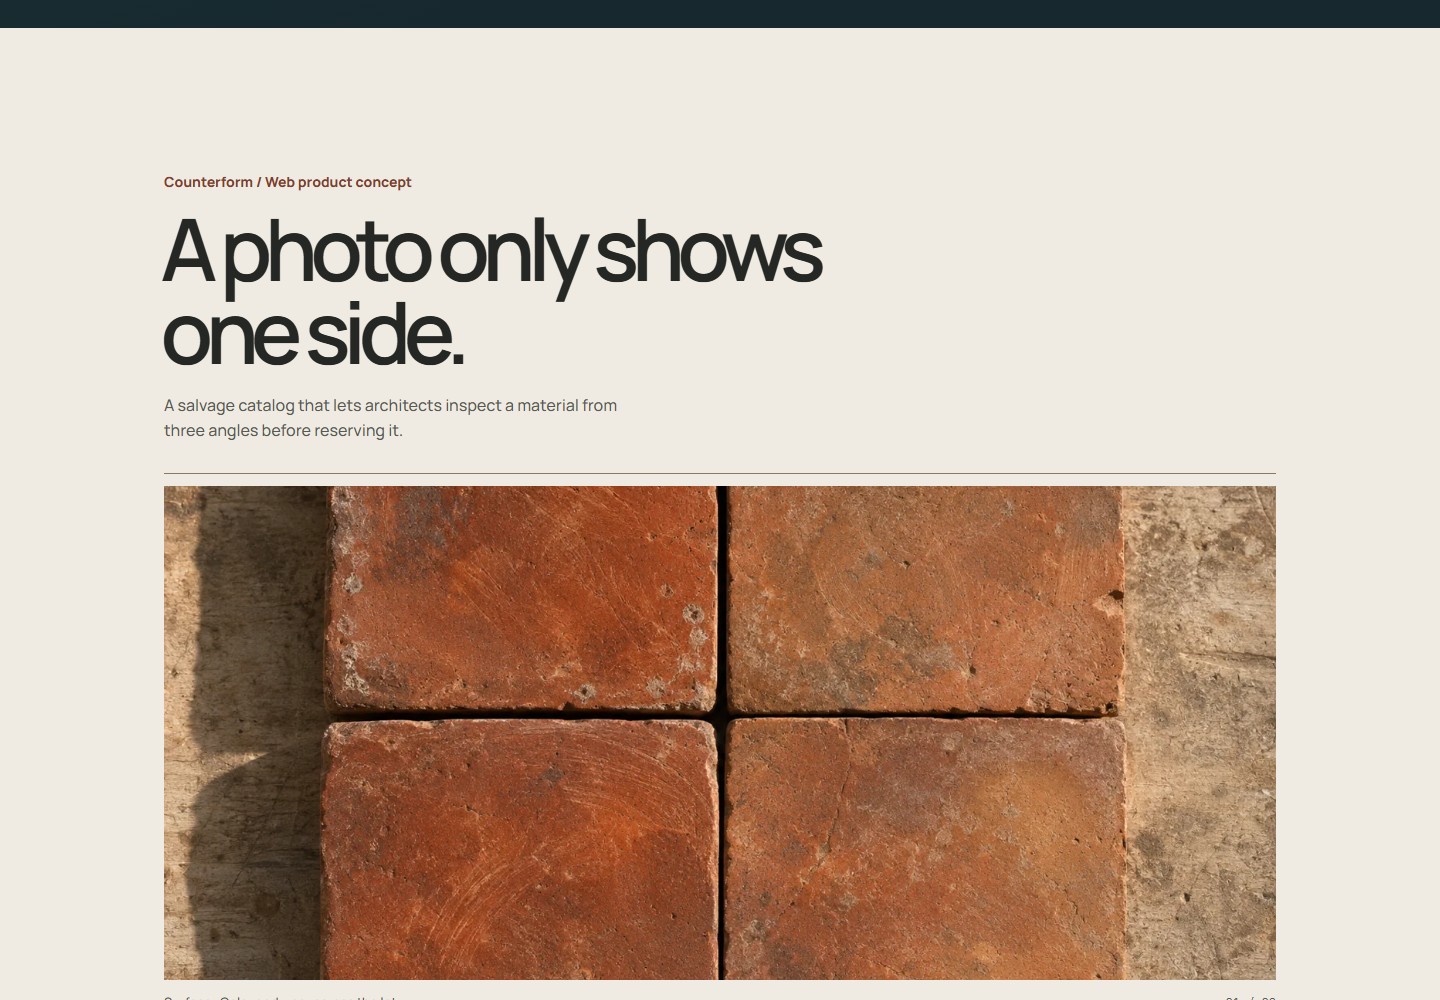 Counterform / Web product concept
A photo only shows
one side.
A salvage catalog that lets architects inspect a material from
three angles before reserving it.